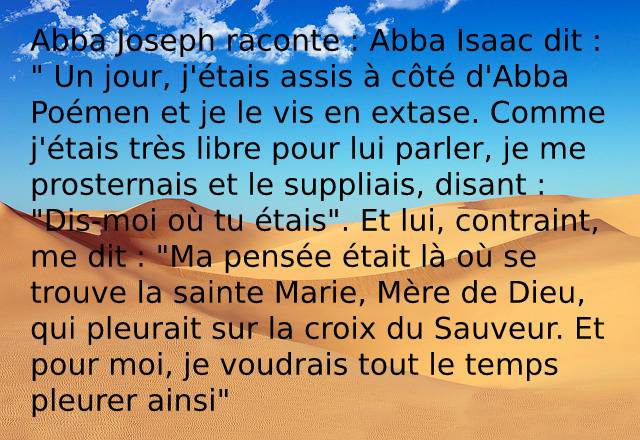 Abba Joseph raconte : Abba Isaac dit :
" Un jour, j'étais assis à côté d'Abba
Poémen et je le vis en extase. Comme
j'étais très libre pour lui parler, je me
prosternais et le suppliais, disant :
"Dis-moi où tu étais". Et lui, contraint,
me dit : "Ma pensée était là où se
trouve la sainte Marie, Mère de Dieu,
qui pleurait sur la croix du Sauveur. Et
pour moi, je voudrais tout le temps
pleurer ainsi"